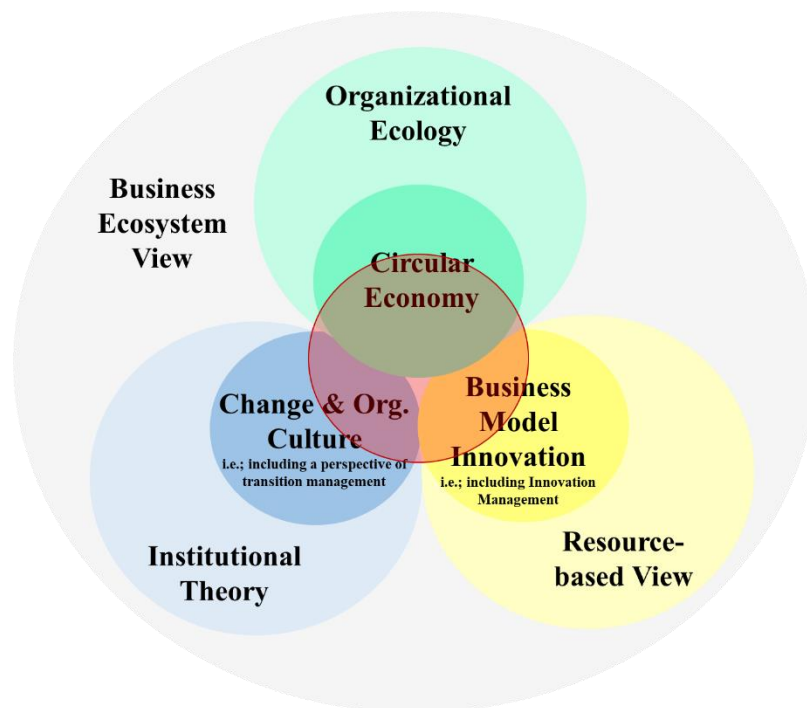 Organizational
Ecology
Business
Ecosystem
View
Circular
Economy
Change & Org.
Culture
i.e.; including a perspective of
transition management
Business
Model
Innovation
i.e.; including Innovation
Management
Institutional
Theory
Resource-
based View